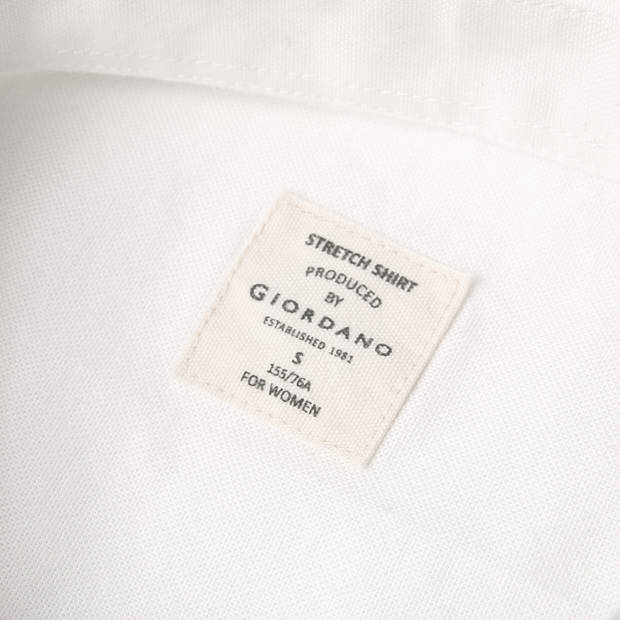 STRETCH SHIRT
PRODUCED
BY
GIORDANO
ESTABLISHED 1981
S
155/76A
FOR WOMEN